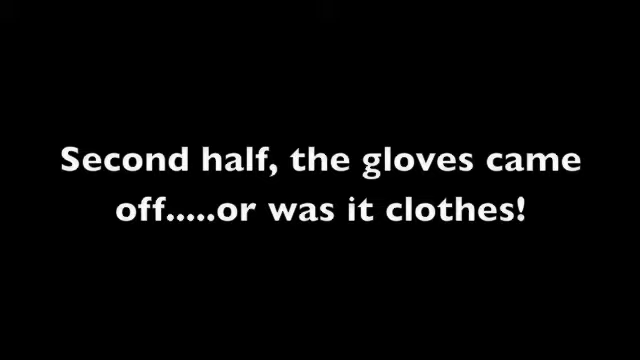 Second half, the gloves came
off.....or was it clothes!